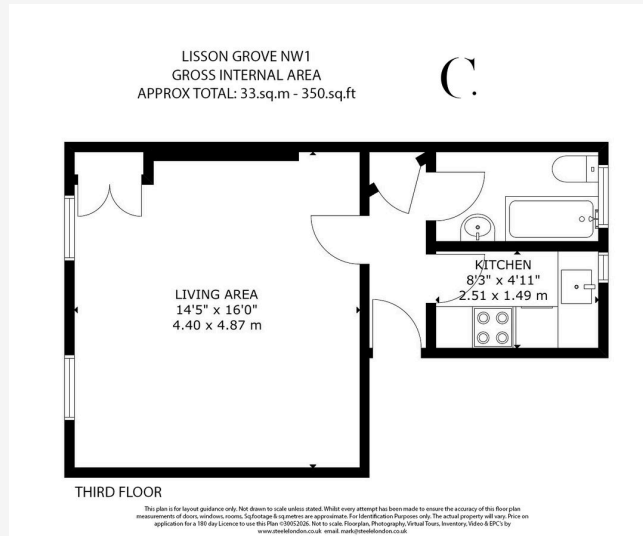 LISSON GROVE NW1
GROSS INTERNAL AREA
APPROX TOTAL: 33.sq.m - 350.sq.ft
C.
KITCHEN
8'3" x 4'11"
2.51 x 1.49 m
LIVING AREA
14'5" x 16'0"
4.40 x 4.87 m
THIRD FLOOR
This plan is for layout guidance only. Not drawn to scale unless stated. Whilst every attempt has been made to ensure the accuracy of this floor plan
measurements of doors, windows, rooms, Sq.footage & sq.metres are approximate. For Identification Purposes only. The actual property will vary. Price on
application for a 180 day Licence to use this Plan ©30052026. Not to scale. Floorplan, Photography, Virtual Tours, Inventory, Video & EPC's by
www.steelelondon.co.uk email: mark@steelelondon.co.uk